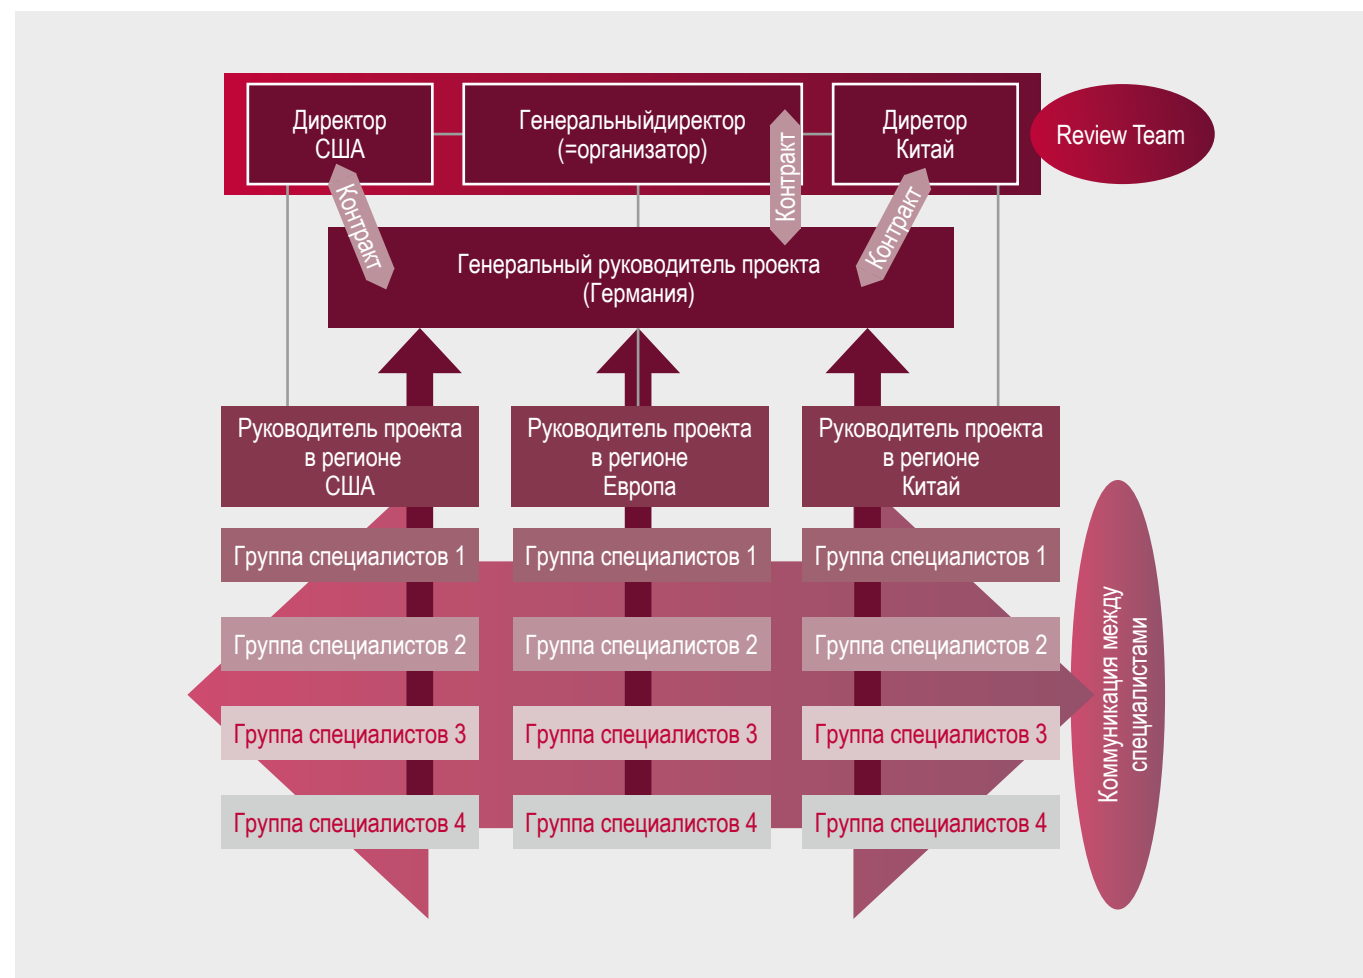 Директор
США
Генеральныйдиректор
(=организатор)
Диретор
Китай
Review Team
Контракт
Контракт
Контракт
Генеральный руководитель проекта
(Германия)
Руководитель проекта
в регионе
США
Руководитель проекта
в регионе
Европа
Руководитель проекта
в регионе
Китай
Группа специалистов 1
Группа специалистов 1
Группа специалистов 1
Группа специалистов 2
Группа специалистов 2
Группа специалистов 2
Группа специалистов 3
Группа специалистов 3
Группа специалистов 3
Группа специалистов 4
Группа специалистов 4
Группа специалистов 4
Коммуникация между
специалистами